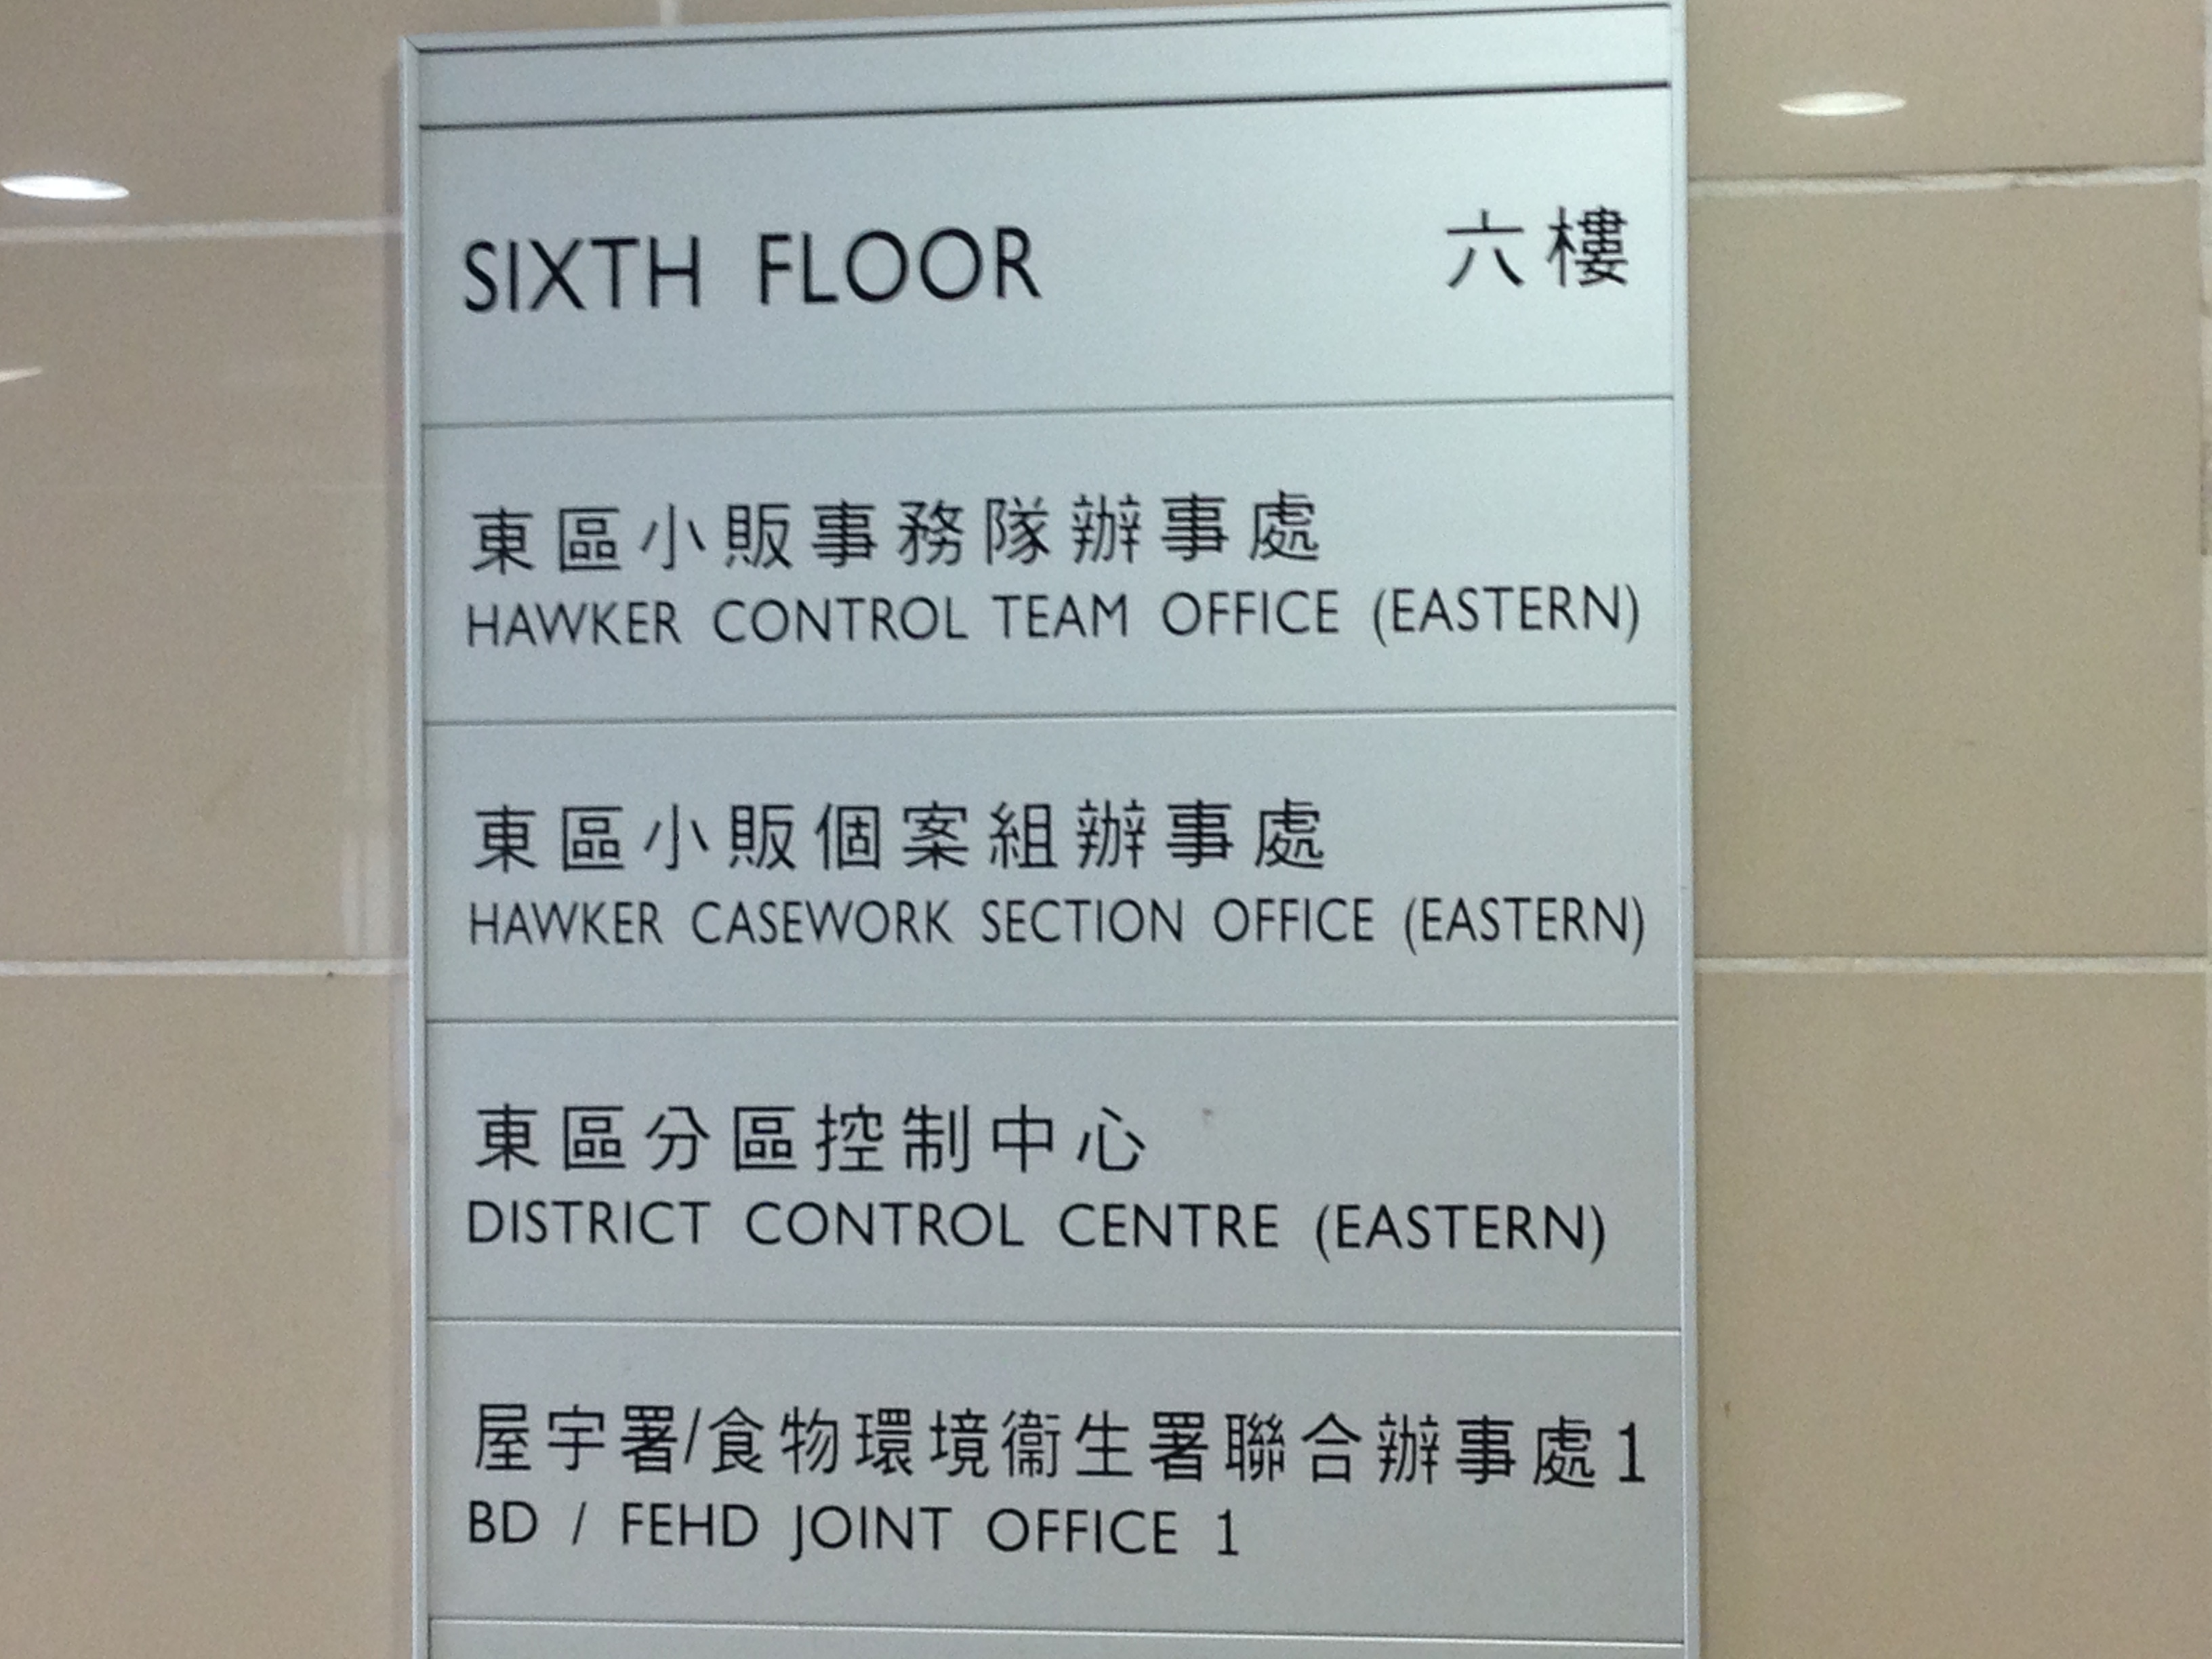 SIXTH FLOOR 六樓
東區小販事務隊辦事處
HAWKER CONTROL TEAM OFFICE (EASTERN)
東區小販個案組辦事處
HAWKER CASEWORK SECTION OFFICE (EASTERN)
東區分區控制中心
DISTRICT CONTROL CENTRE (EASTERN)
屋宇署/食物環境衞生署聯合辦事處1
BD / FEHD JOINT OFFICE 1